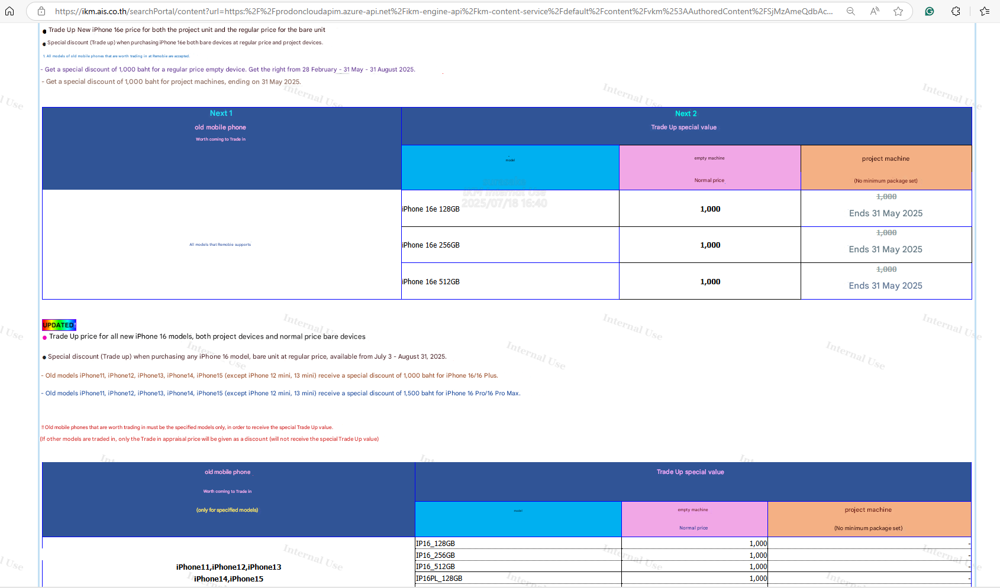 https://ikm.ais.co.th/searchPortal/content?url=https:%2F%2Fprodoncloudapim.azure-api.net%2Fikm-engine-api%2Fkm-content-service%2Fdefault%2Fcontent%2Fvkm%253AAuthoredContent%2FSjMzAmeQdbAc...
Trade Up New iPhone 16e price for both the project unit and the regular price for the bare unit
Special discount (Trade up) when purchasing iPhone 16e both bare devices at regular price and project devices.
1. All models of old mobile phones that are worth trading in at Remobie are accepted.
- Get a special discount of 1,000 baht for a regular price empty device. Get the right from 28 February - 31 May - 31 August 2025.
- Get a special discount of 1,000 baht for project machines, ending on 31 May 2025.
Next 1
old mobile phone
Worth coming to Trade in
Next 2
Trade Up special value
model
empty machine
Normal price
project machine
(No minimum package set)
IKM Internal Use
2025/07/18 16:40
All models that Remobie supports
iPhone 16e 128GB
1,000
1,000
Ends 31 May 2025
iPhone 16e 256GB
1,000
1,000
Ends 31 May 2025
iPhone 16e 512GB
1,000
1,000
Ends 31 May 2025
UPDATED!
Trade Up price for all new iPhone 16 models, both project devices and normal price bare devices
Special discount (Trade up) when purchasing any iPhone 16 model, bare unit at regular price, available from July 3 - August 31, 2025.
- Old models iPhone11, iPhone12, iPhone13, iPhone14, iPhone15 (except iPhone 12 mini, 13 mini) receive a special discount of 1,000 baht for iPhone 16/16 Plus.
- Old models iPhone11, iPhone12, iPhone13, iPhone14, iPhone15 (except iPhone 12 mini, 13 mini) receive a special discount of 1,500 baht for iPhone 16 Pro/16 Pro Max.
!! Old mobile phones that are worth trading in must be the specified models only, in order to receive the special Trade Up value.
(If other models are traded in, only the Trade in appraisal price will be given as a discount (will not receive the special Trade Up value)
old mobile phone
Worth coming to Trade in
(only for specified models)
Trade Up special value
model
empty machine
Normal price
project machine
(No minimum package set)
iPhone11,iPhone12,iPhone13
iPhone14,iPhone15
IP16_128GB 1,000 -
IP16_256GB 1,000 -
IP16_512GB 1,000 -
IP16PL_128GB 1,000 -
Internal Use